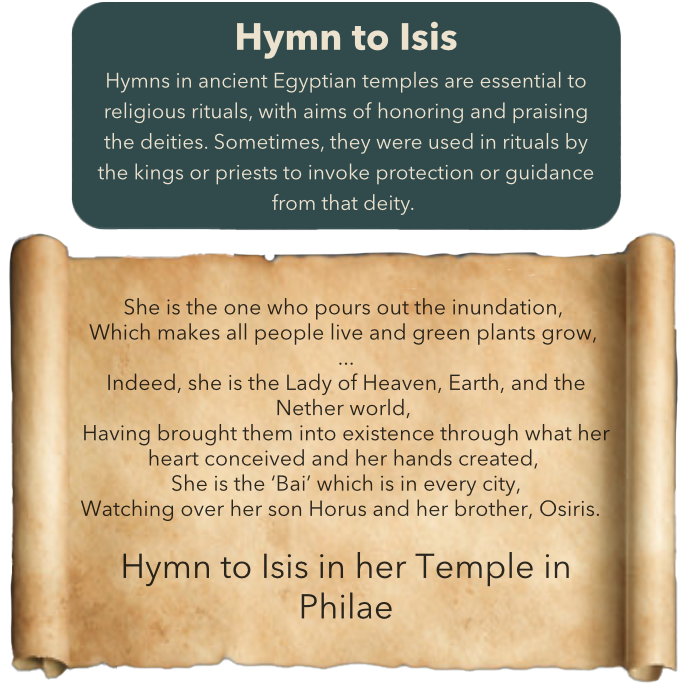 Hymn to Isis
Hymns in ancient Egyptian temples are essential to
religious rituals, with aims of honoring and praising
the deities. Sometimes, they were used in rituals by
the kings or priests to invoke protection or guidance
from that deity.
She is the one who pours out the inundation,
Which makes all people live and green plants grow,
...
Indeed, she is the Lady of Heaven, Earth, and the
Nether world,
Having brought them into existence through what her
heart conceived and her hands created,
She is the ‘Bai’ which is in every city,
Watching over her son Horus and her brother, Osiris.
Hymn to Isis in her Temple in
Philae